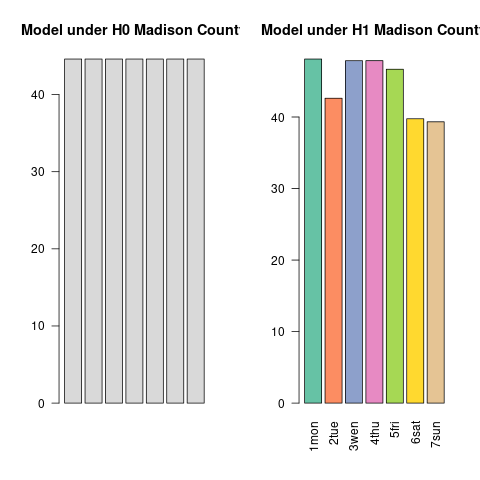 Model under H0 Madison Count
Model under H1 Madison Count
40
30
20
10
0
40
30
20
10
0
1mon
2tue
3wen
4thu
5fri
6sat
7sun